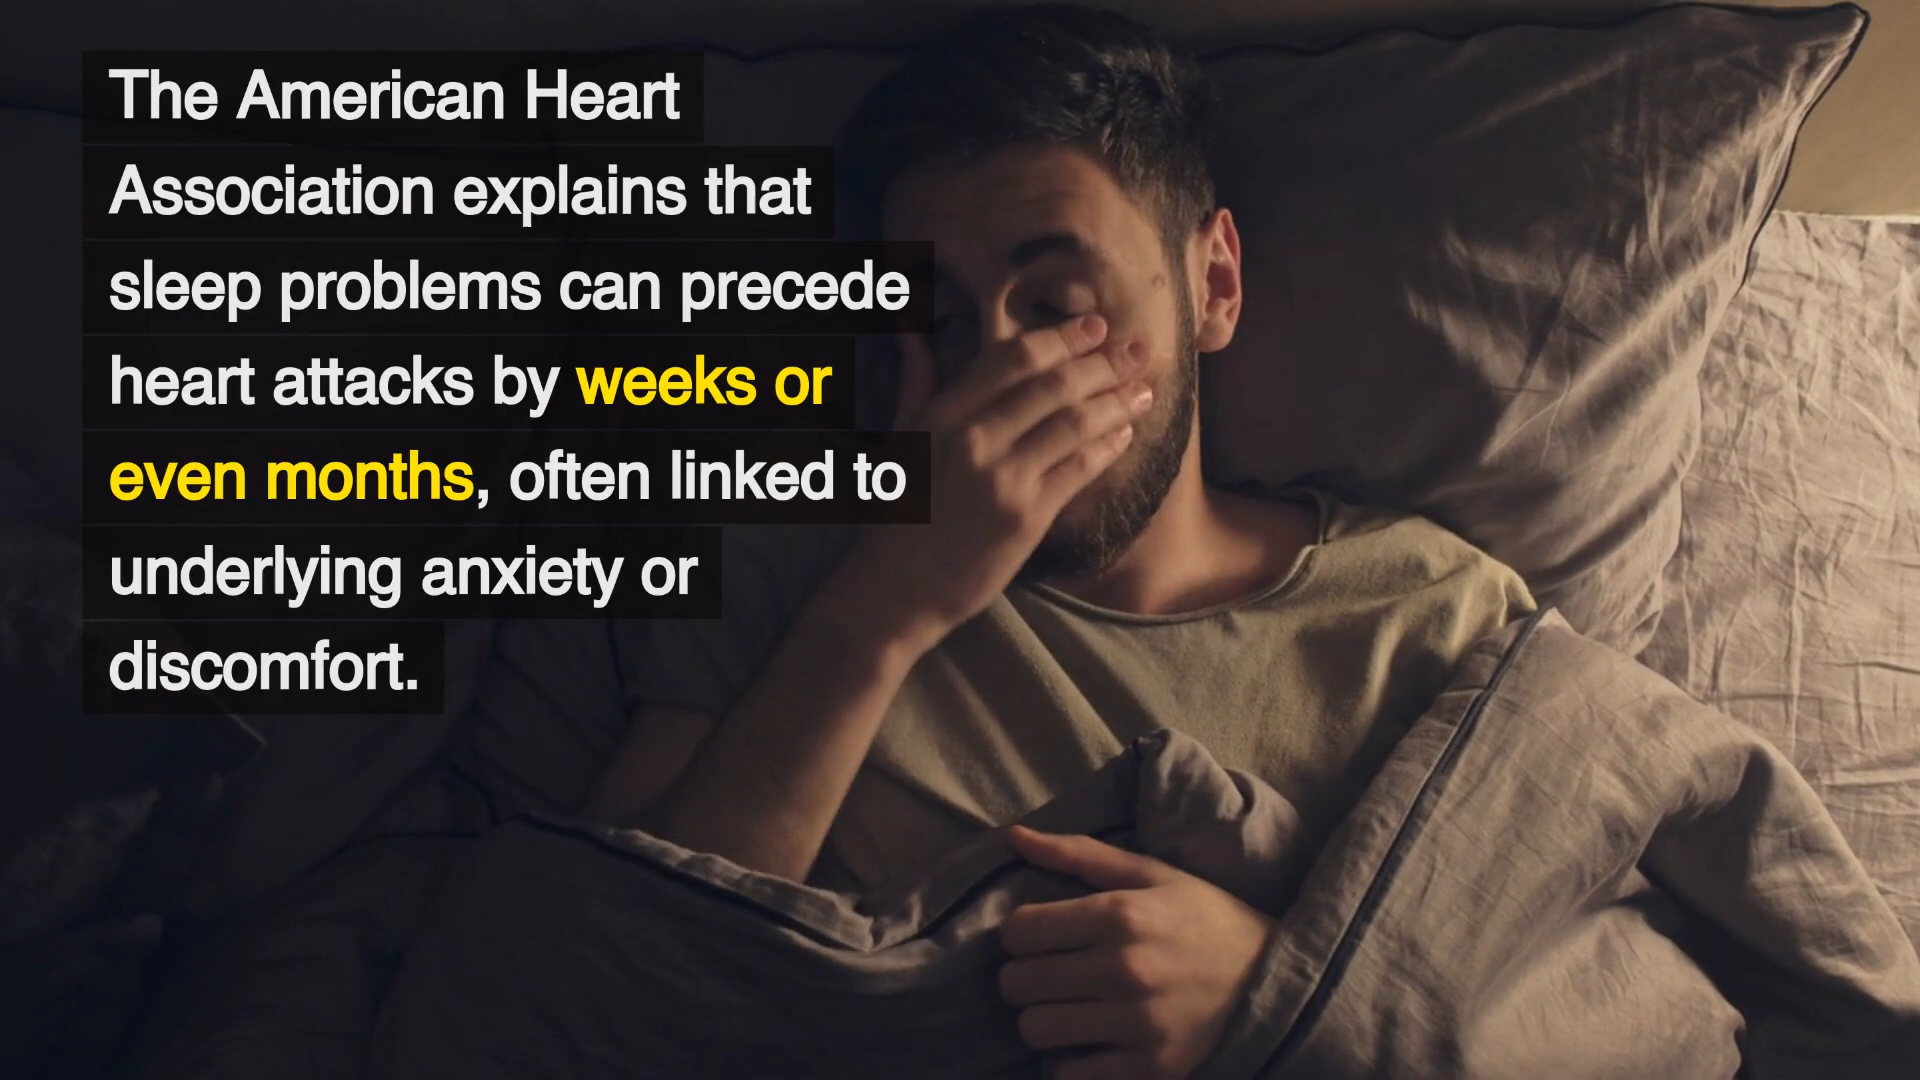 The American Heart
Association explains that
sleep problems can precede
heart attacks by weeks or
even months, often linked to
underlying anxiety or
discomfort.